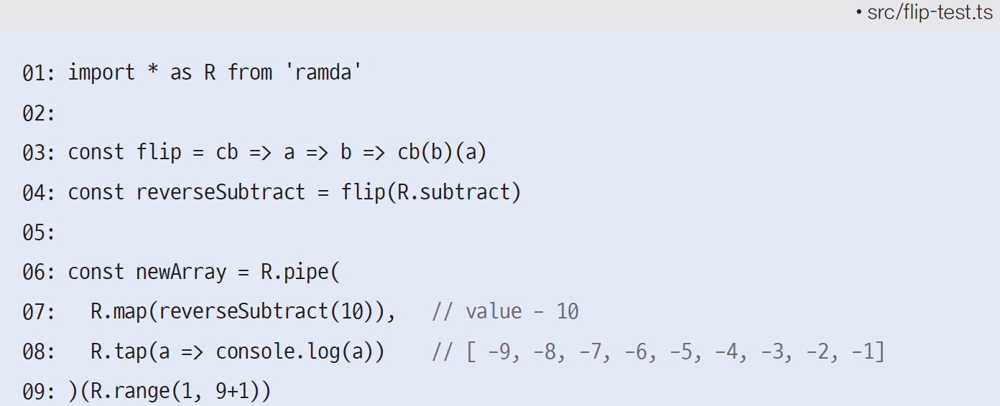 • src/flip-test.ts
01: import * as R from 'ramda'
02:
03: const flip = cb => a => b => cb(b)(a)
04: const reverseSubtract = flip(R.subtract)
05:
06: const newArray = R.pipe(
07:   R.map(reverseSubtract(10)),   // value - 10
08:   R.tap(a => console.log(a))    // [ -9, -8, -7, -6, -5, -4, -3, -2, -1]
09: )(R.range(1, 9+1))